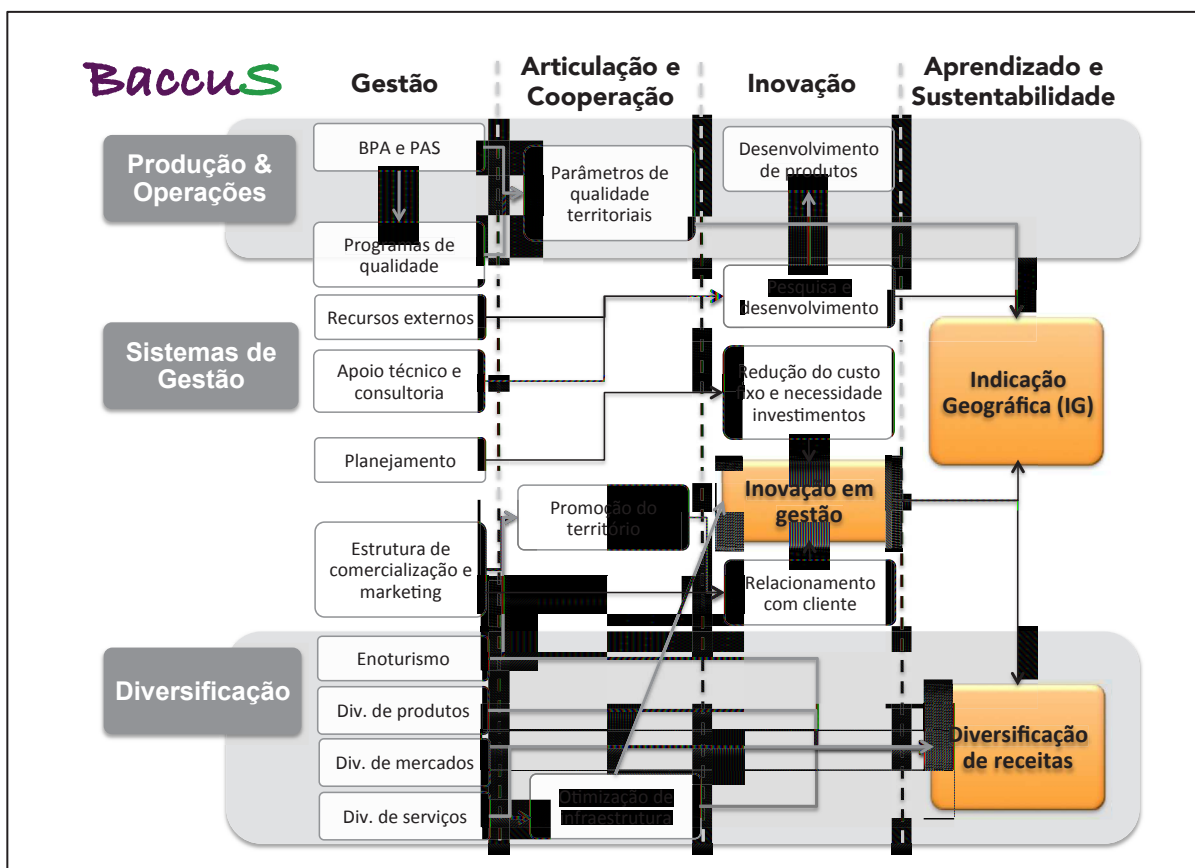 BaccuS
Gestão
Articulação e
Cooperação
Inovação
Aprendizado e
Sustentabilidade
Produção &
Operações
BPA e PAS
Programas de
qualidade
Parâmetros de
qualidade
territoriais
Desenvolvimento
de produtos
Sistemas de
Gestão
Recursos externos
Apoio técnico e
consultoria
Planejamento
Estrutura de
comercialização e
marketing
Promoção do
território
Pesquisa e
desenvolvimento
Redução do custo
fixo e necessidade
investimentos
Inovação em
gestão
Relacionamento
com cliente
Indicação
Geográfica (IG)
Diversificação
Enoturismo
Div. de produtos
Div. de mercados
Div. de serviços
Otimização de
infraestrutura
Diversificação
de receitas